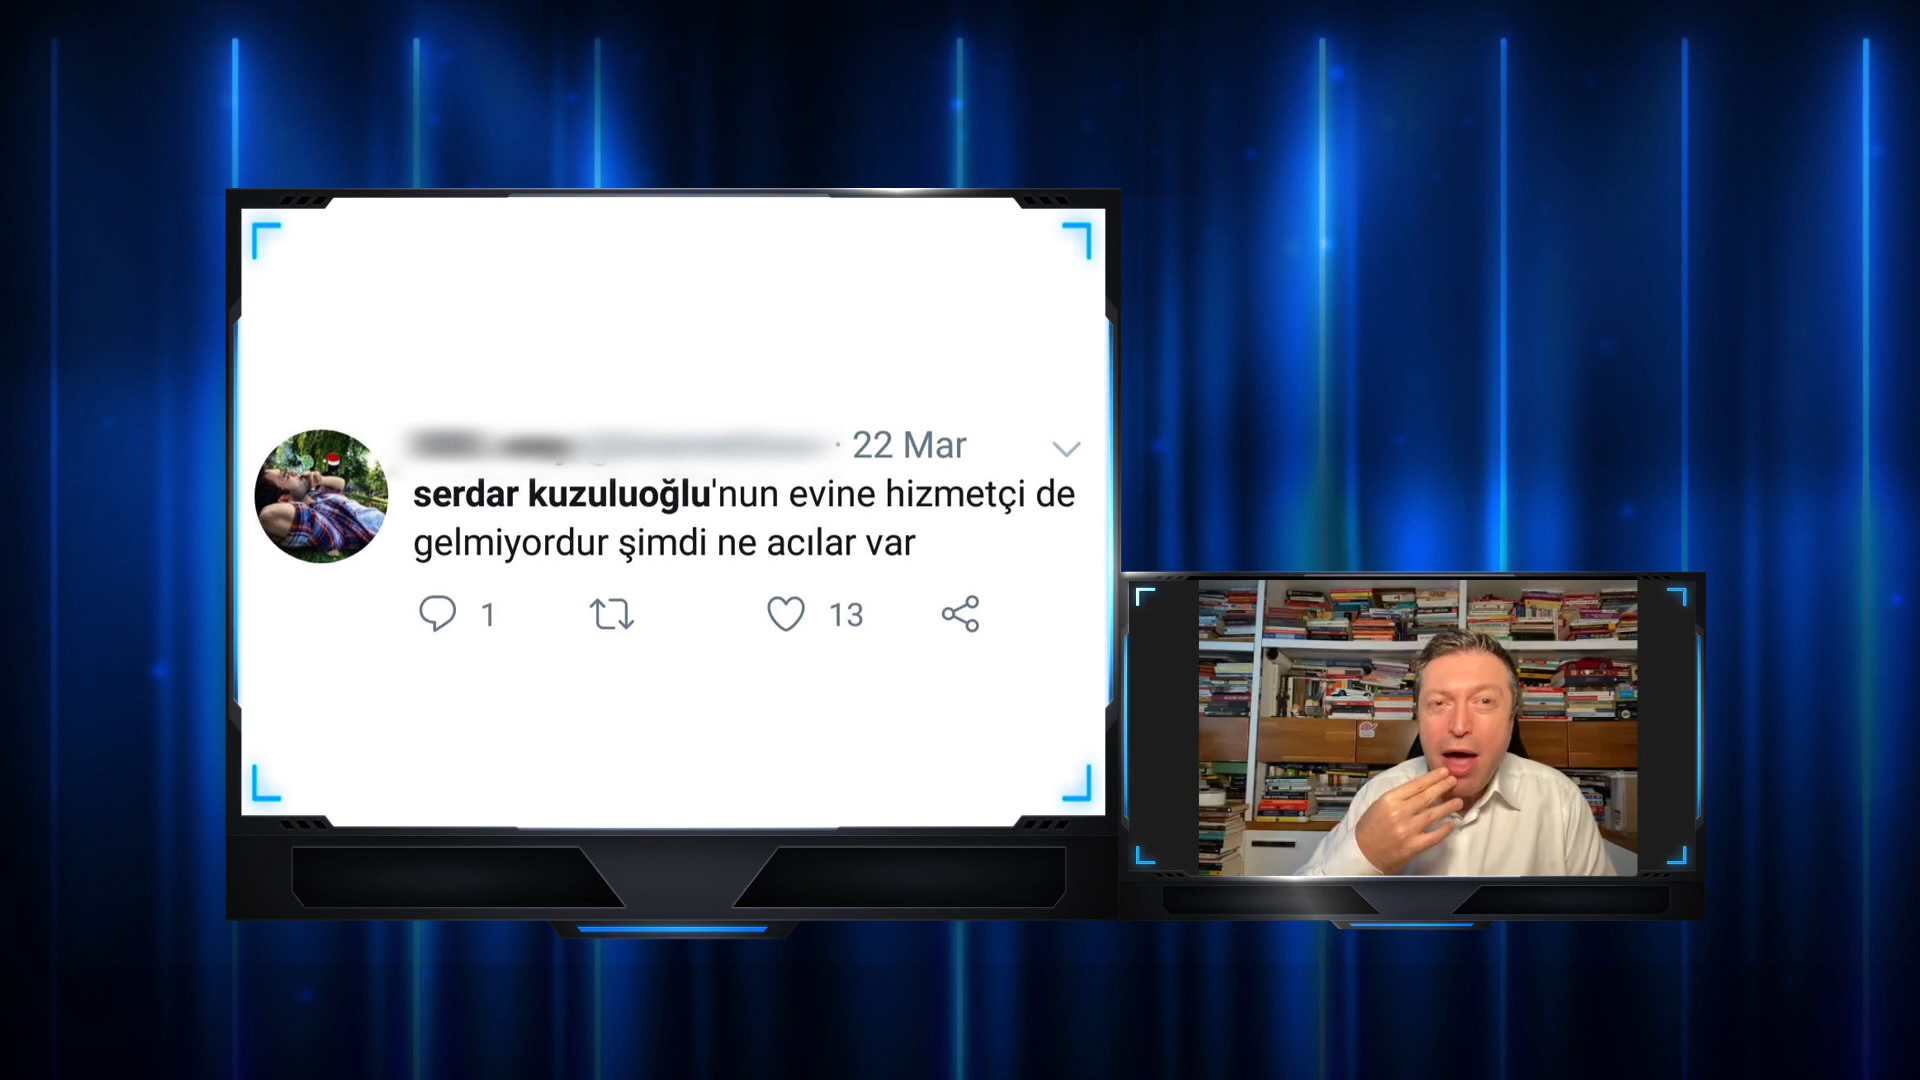 · 22 Mar
serdar kuzuluoğlu'nun evine hizmetçi de
gelmiyordur şimdi ne acılar var
1 13